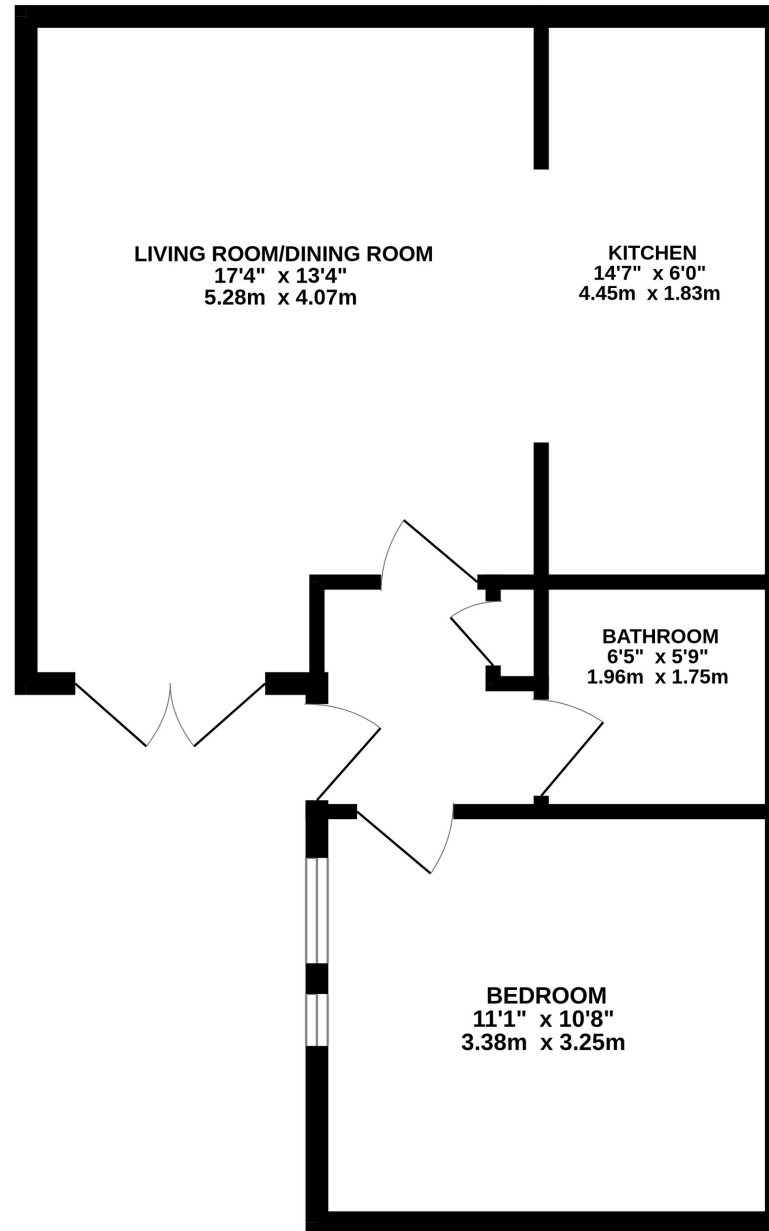 LIVING ROOM/DINING ROOM
17'4" x 13'4"
5.28m x 4.07m
KITCHEN
14'7" x 6'0"
4.45m x 1.83m
BATHROOM
6'5" x 5'9"
1.96m x 1.75m
BEDROOM
11'1" x 10'8"
3.38m x 3.25m